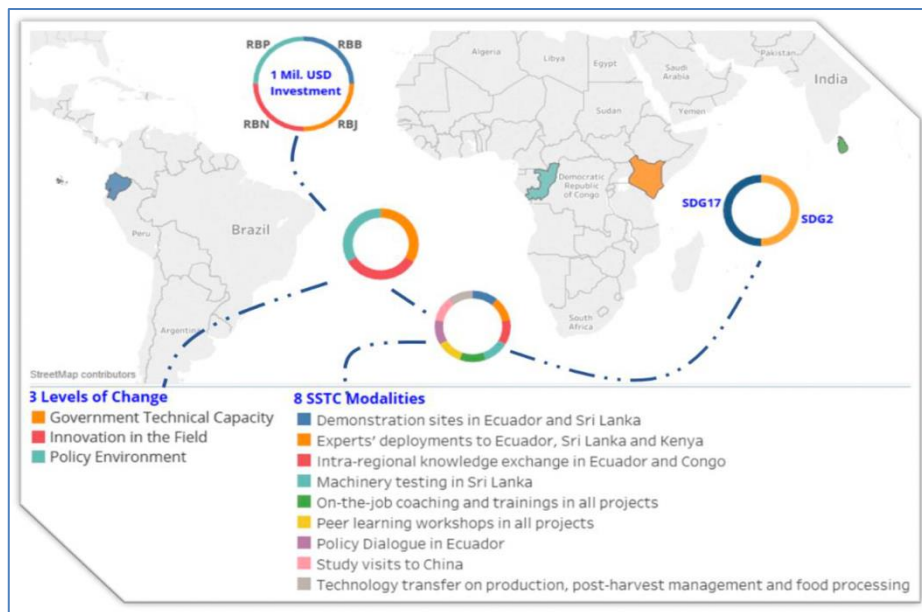 RBP RBB
1 Mil. USD
Investment
RBN RBJ
Algeria
Libya
Egypt
Saudi
Arabia
Pakistan
India
Sudan
Yemen
Democratic
Republic
of Congo
SDG17
SDG2
Peru
Brazil
Argentina
South
Africa
StreetMap contributors
3 Levels of Change
Government Technical Capacity
Innovation in the Field
Policy Environment
8 SSTC Modalities
Demonstration sites in Ecuador and Sri Lanka
Experts' deployments to Ecuador, Sri Lanka and Kenya
Intra-regional knowledge exchange in Ecuador and Congo
Machinery testing in Sri Lanka
On-the-job coaching and trainings in all projects
Peer learning workshops in all projects
Policy Dialogue in Ecuador
Study visits to China
Technology transfer on production, post-harvest management and food processing